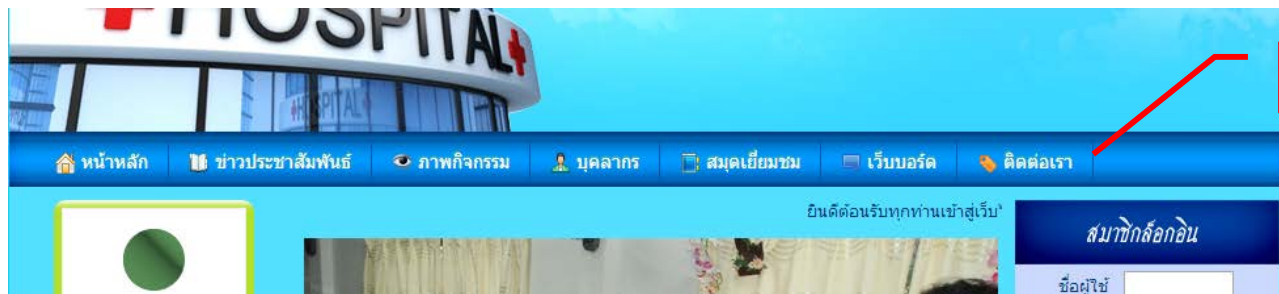 HOSPITAL
HOSPITAL
หน้าหลัก ข่าวประชาสัมพันธ์ ภาพกิจกรรม บุคลากร สมุดเยี่ยมชม เว็บบอร์ด ติดต่อเรา
ยินดีต้อนรับทุกท่านเข้าสู่เว็บ
สมาชิกล็อกอิน
ชื่อผู้ใช้